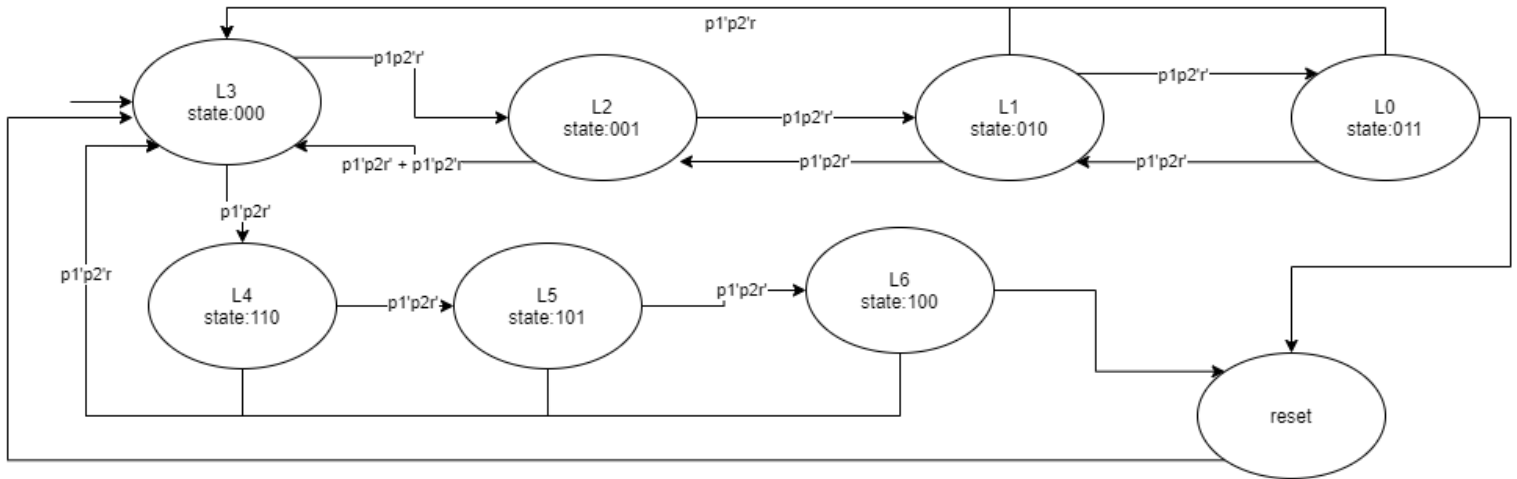 p1'p2'r
L3
state:000
p1p2'r'
L2
state:001
p1p2'r'
L1
state:010
p1p2'r'
L0
state:011
p1'p2r' + p1'p2'r
p1'p2r'
p1'p2r'
p1'p2r'
p1'p2'r
L4
state:110
p1'p2r'
L5
state:101
p1'p2r'
L6
state:100
reset